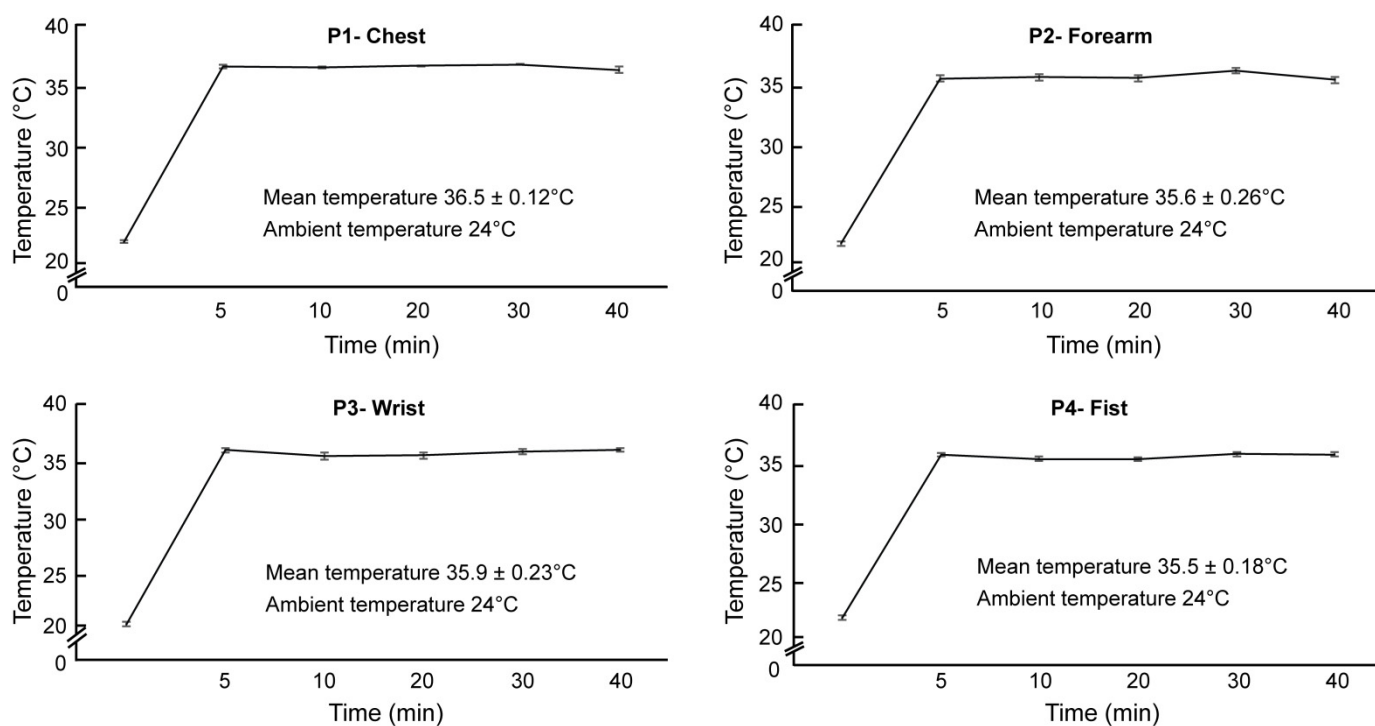 P1- Chest
Temperature (°C)
40
35
30
25
20
0
Mean temperature 36.5 ± 0.12°C
Ambient temperature 24°C
5 10 20 30 40
Time (min)
P2- Forearm
Temperature (°C)
40
35
30
25
20
0
Mean temperature 35.6 ± 0.26°C
Ambient temperature 24°C
5 10 20 30 40
Time (min)
P3- Wrist
Temperature (°C)
40
35
30
25
20
0
Mean temperature 35.9 ± 0.23°C
Ambient temperature 24°C
5 10 20 30 40
Time (min)
P4- Fist
Temperature (°C)
40
35
30
25
20
0
Mean temperature 35.5 ± 0.18°C
Ambient temperature 24°C
5 10 20 30 40
Time (min)